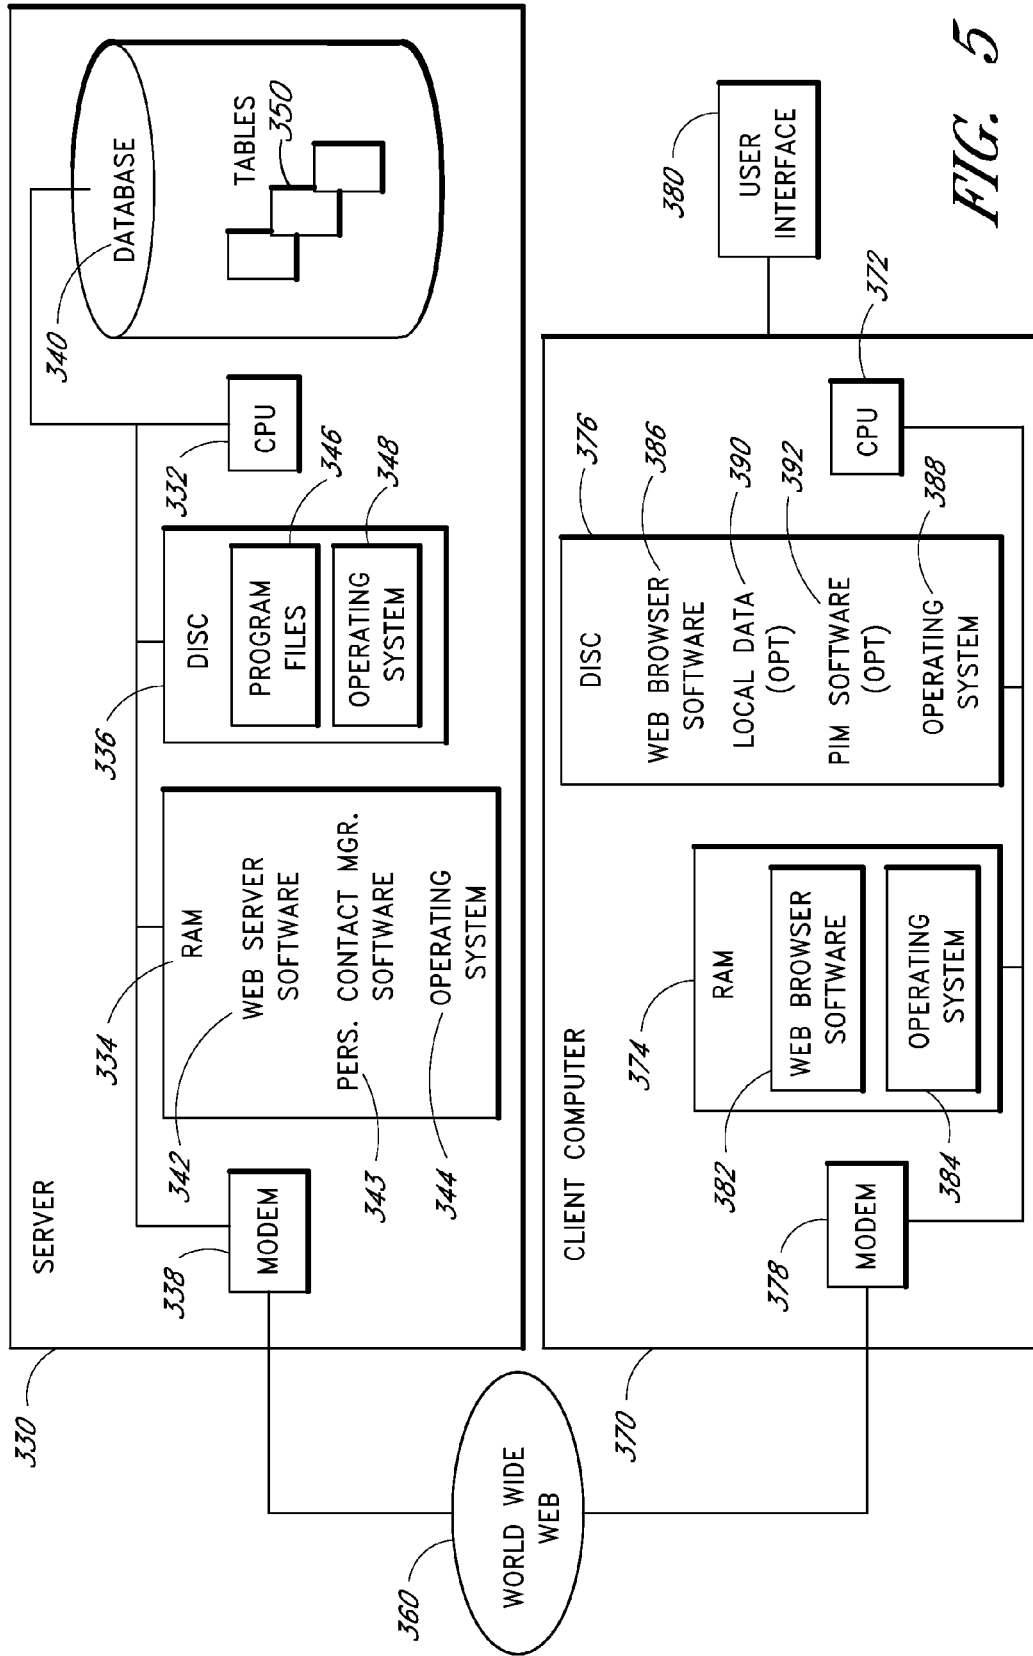 SERVER
330
338
MODEM
334
RAM
342
WEB SERVER
SOFTWARE
343
PERS. CONTACT MGR.
SOFTWARE
344
OPERATING
SYSTEM
336
DISC
PROGRAM
FILES
346
OPERATING
SYSTEM
348
332
CPU
340
DATABASE
TABLES
350
360
WORLD WIDE
WEB
CLIENT COMPUTER
370
378
MODEM
374
RAM
382
WEB BROWSER
SOFTWARE
384
OPERATING
SYSTEM
DISC
376
WEB BROWSER
SOFTWARE
386
LOCAL DATA
(OPT)
390
PIM SOFTWARE
(OPT)
392
OPERATING
SYSTEM
388
CPU
372
380
USER
INTERFACE
FIG. 5